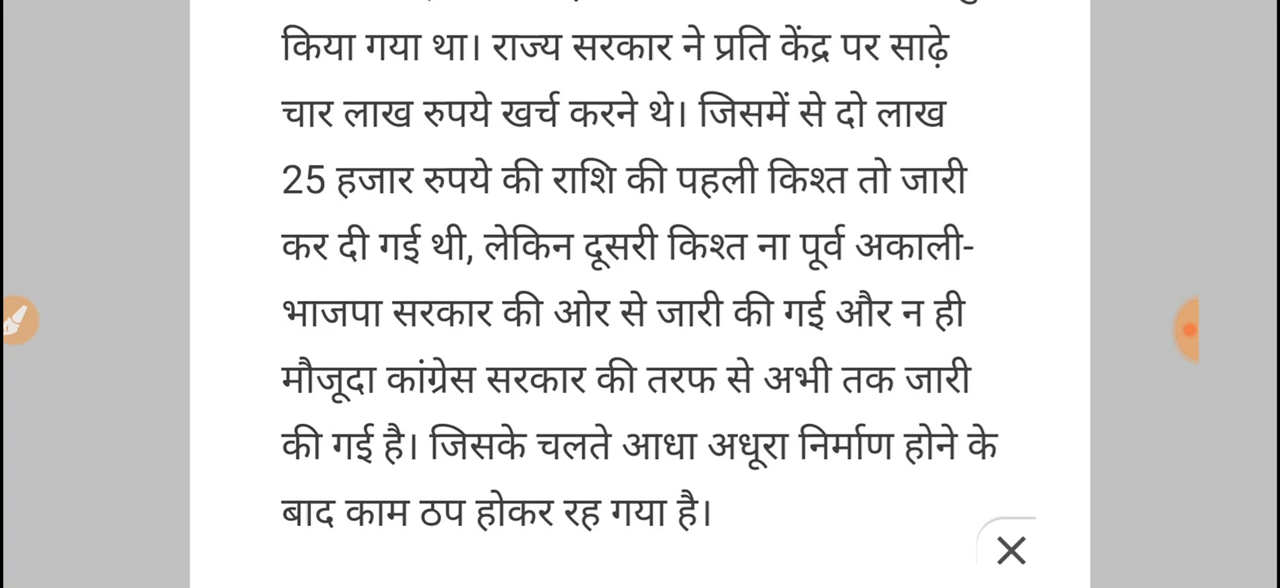 किया गया था। राज्य सरकार ने प्रति केंद्र पर साढ़े
चार लाख रुपये खर्च करने थे। जिसमें से दो लाख
25 हजार रुपये की राशि की पहली किश्त तो जारी
कर दी गई थी, लेकिन दूसरी किश्त ना पूर्व अकाली-
भाजपा सरकार की ओर से जारी की गई और न ही
मौजूदा कांग्रेस सरकार की तरफ से अभी तक जारी
की गई है। जिसके चलते आधा अधूरा निर्माण होने के
बाद काम ठप होकर रह गया है।